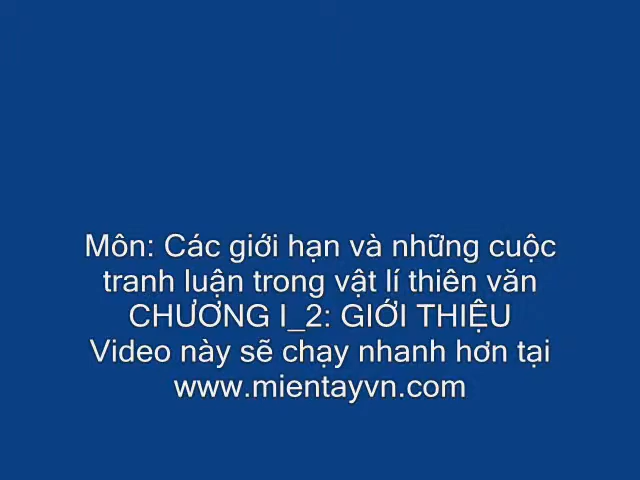 Môn: Các giới hạn và những cuộc
tranh luận trong vật lí thiên văn
CHƯƠNG I_2: GIỚI THIỆU
Video này sẽ chạy nhanh hơn tại
www.mientayvn.com